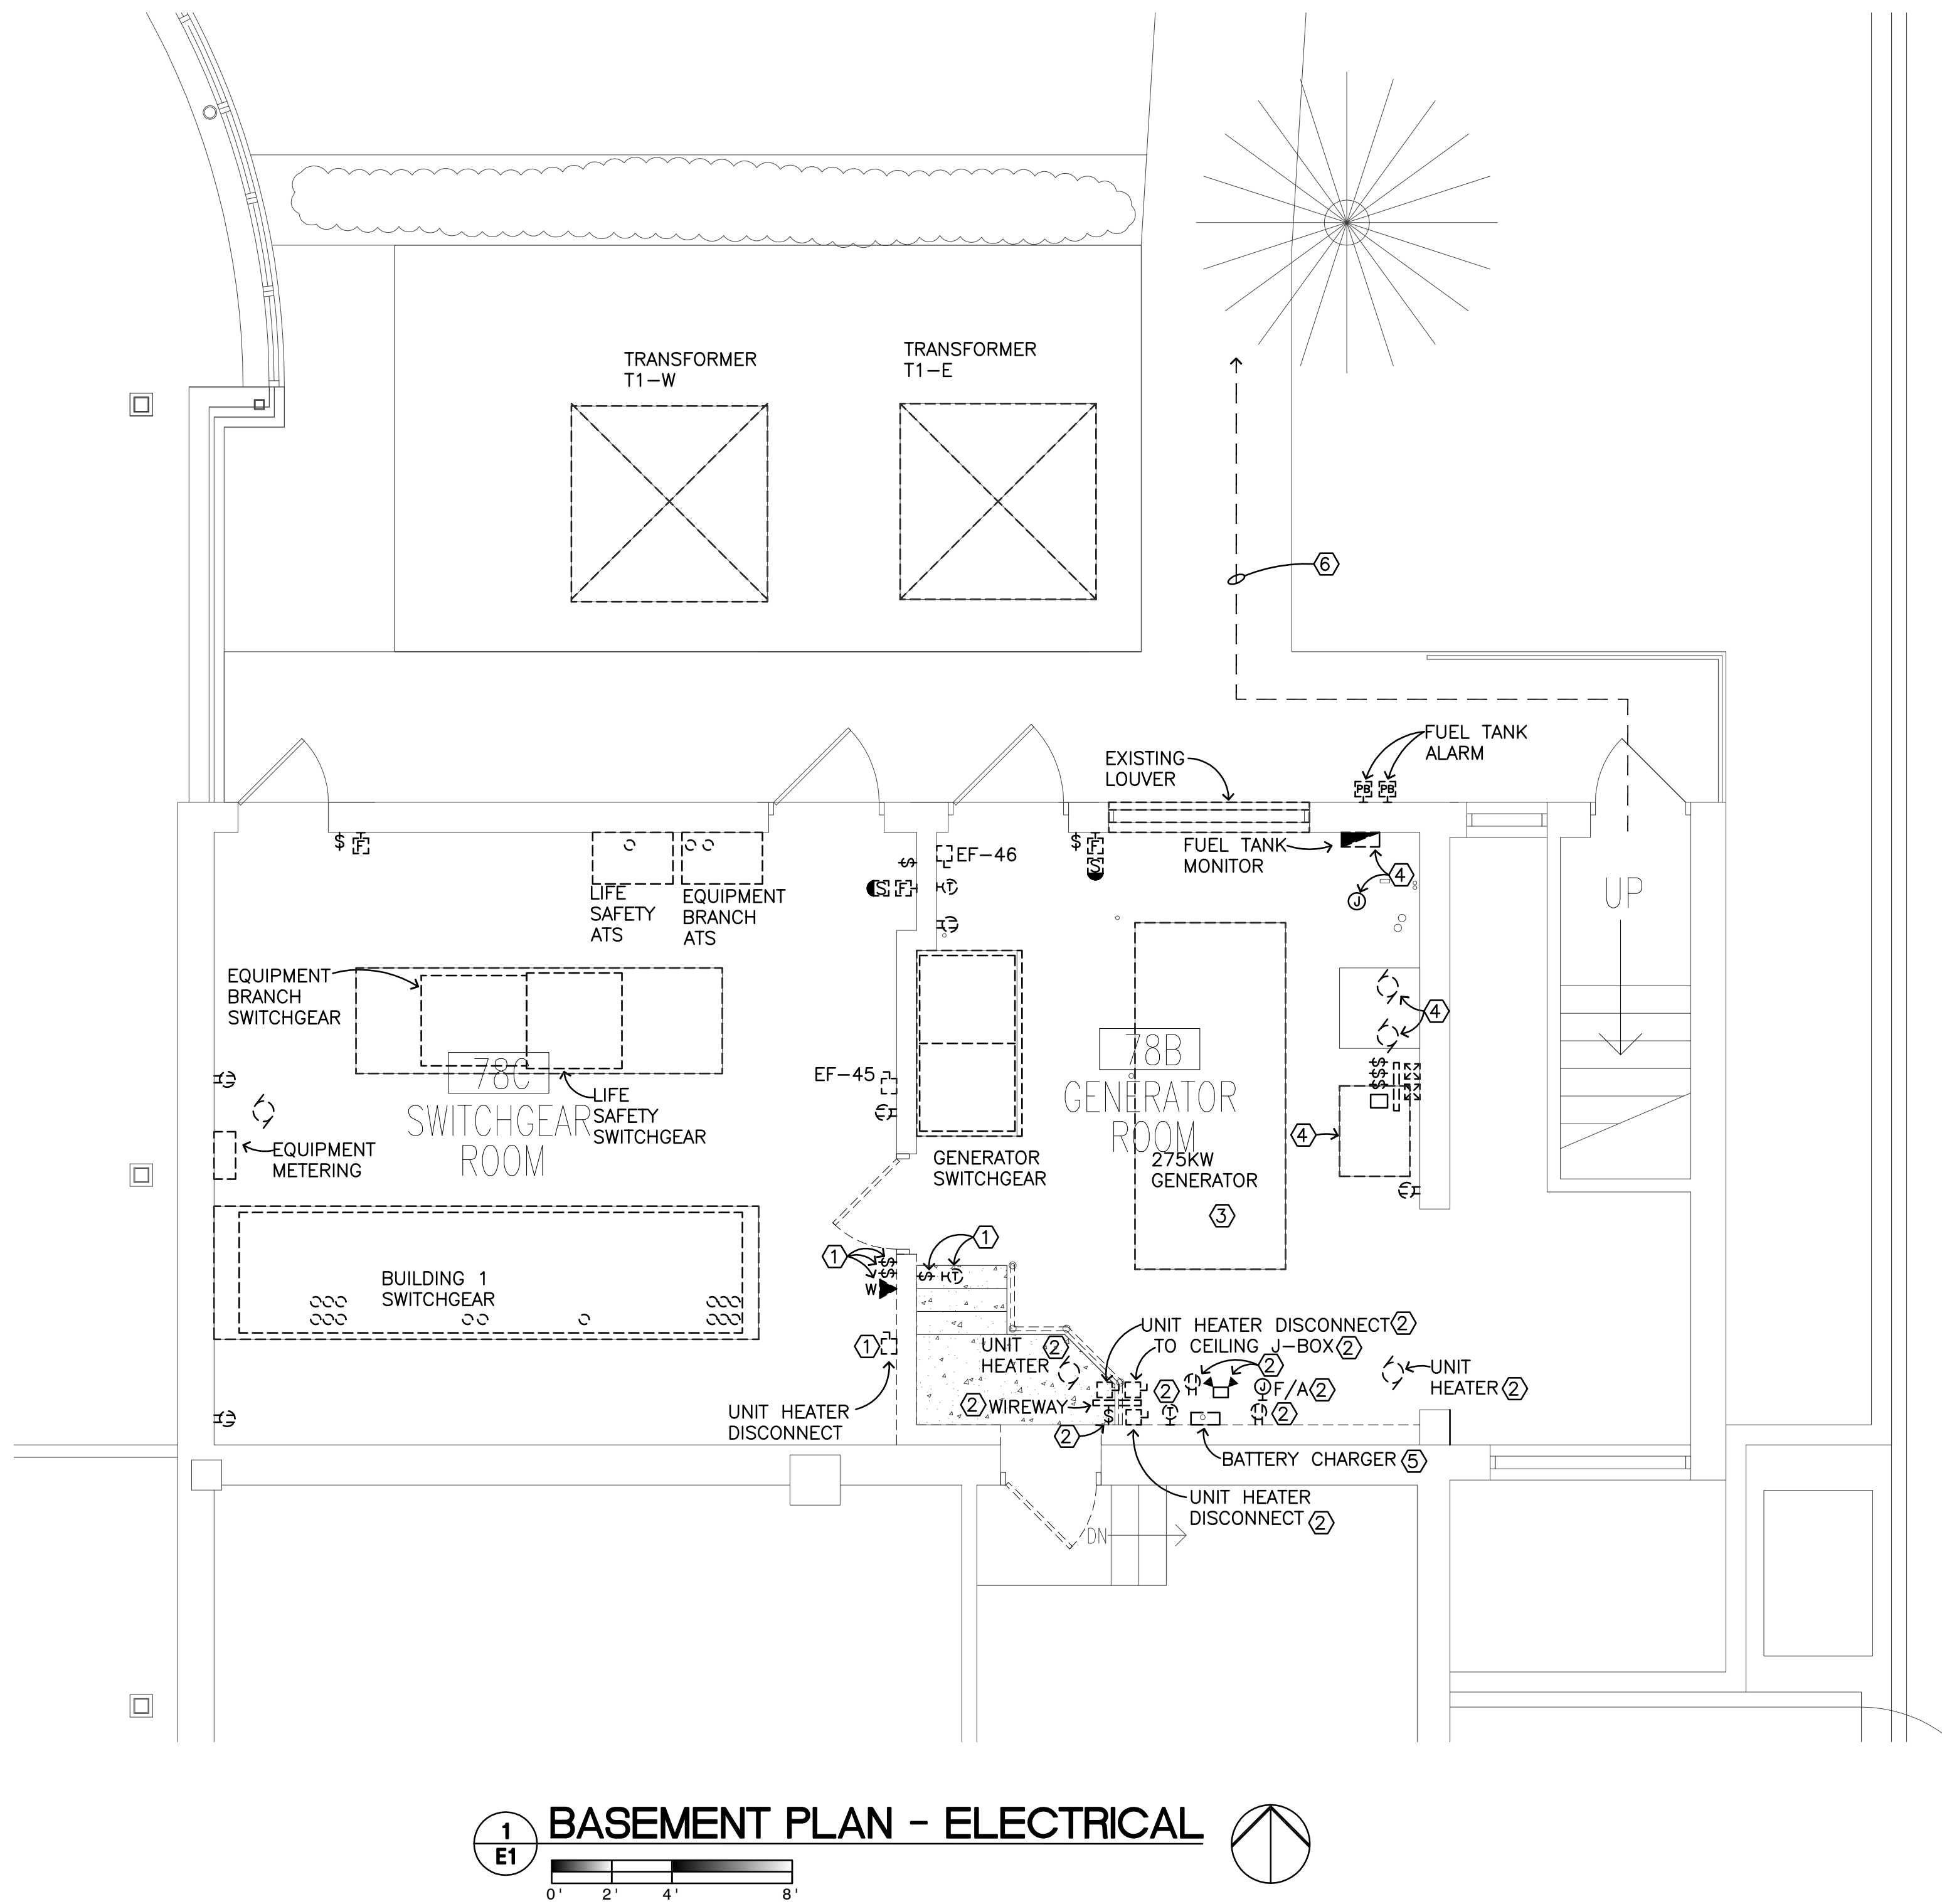 TRANSFORMER
T1-W
TRANSFORMER
T1-E
6
FUEL TANK
ALARM
EXISTING
LOUVER
PB
PB
$
F
LIFE
SAFETY
ATS
EQUIPMENT
BRANCH
ATS
$
S
F
EF-46
T
$
F
S
FUEL TANK
MONITOR
4
J
UP
EQUIPMENT
BRANCH
SWITCHGEAR
78C
SWITCHGEAR
ROOM
LIFE
SAFETY
SWITCHGEAR
EF-45
78B
GENERATOR
ROOM
4
$$$
4
EQUIPMENT
METERING
GENERATOR
SWITCHGEAR
275KW
GENERATOR
3
1
$$
W
1
$
T
BUILDING 1
SWITCHGEAR
1
UNIT HEATER
DISCONNECT
UNIT
HEATER
2
UNIT HEATER DISCONNECT 2
TO CEILING J-BOX 2
2
2
J
F/A 2
UNIT
HEATER 2
2 WIREWAY
$
2
2
BATTERY CHARGER 5
UNIT HEATER
DISCONNECT 2
DN
1
E1
BASEMENT PLAN - ELECTRICAL
0' 2' 4' 8'